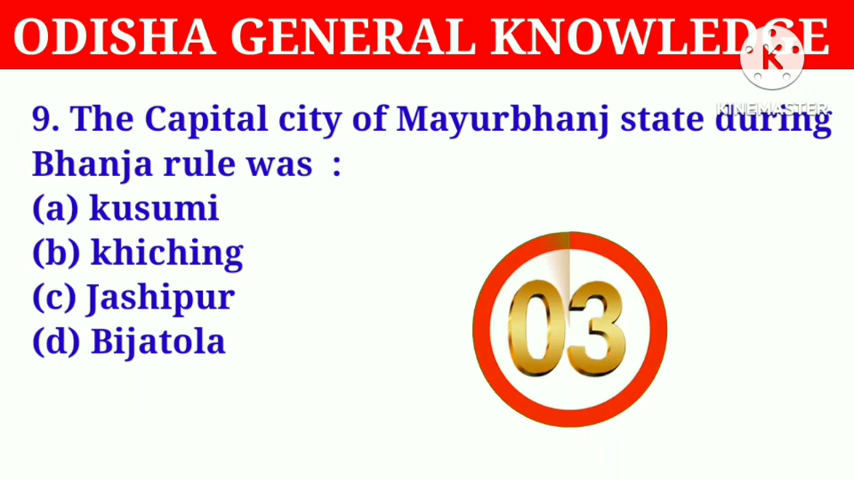 ODISHA GENERAL KNOWLEDGE
K
KINEMASTER
9. The Capital city of Mayurbhanj state during
Bhanja rule was :
(a) kusumi
(b) khiching
(c) Jashipur
(d) Bijatola
03